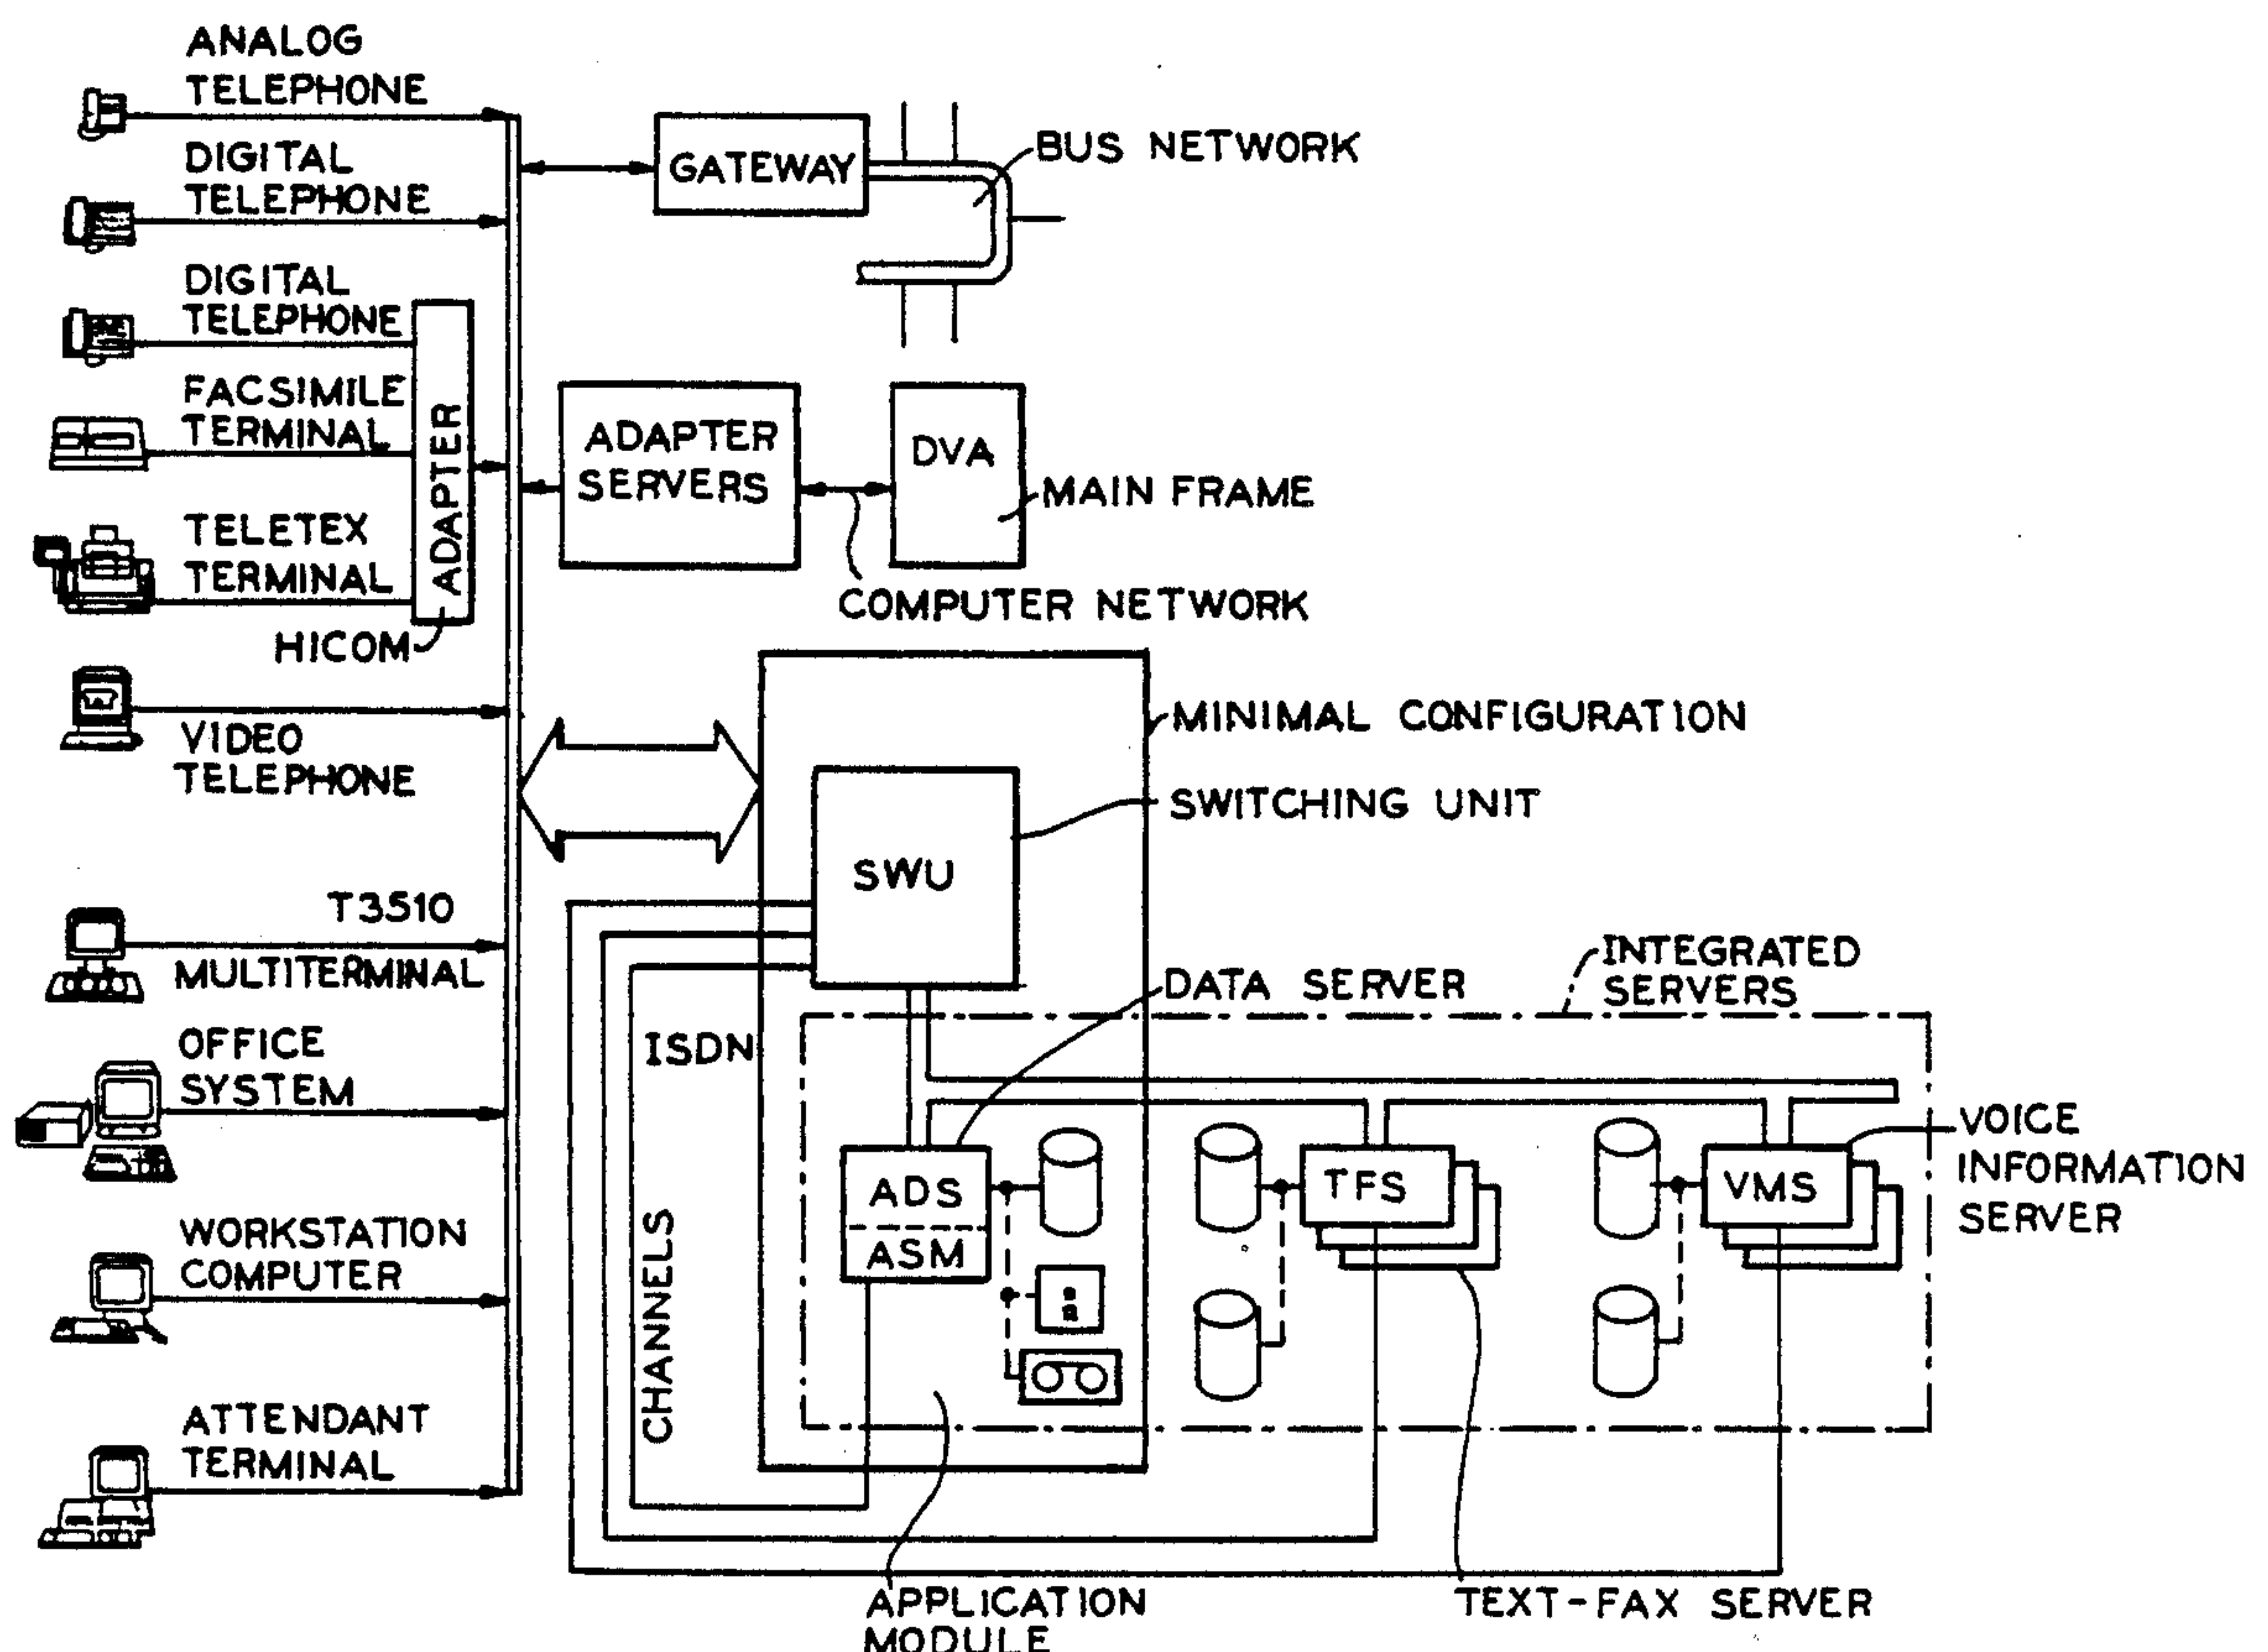 ANALOG
TELEPHONE
DIGITAL
TELEPHONE
DIGITAL
TELEPHONE
FACSIMILE
TERMINAL
TELETEX
TERMINAL
ADAPTER
HICOM
VIDEO
TELEPHONE
T3510
MULTITERMINAL
OFFICE
SYSTEM
WORKSTATION
COMPUTER
ATTENDANT
TERMINAL
GATEWAY
BUS NETWORK
ADAPTER
SERVERS
DVA
MAIN FRAME
COMPUTER NETWORK
MINIMAL CONFIGURATION
SWITCHING UNIT
SWU
INTEGRATED
SERVERS
DATA SERVER
ISDN
CHANNELS
ADS
ASM
TFS
VMS
VOICE
INFORMATION
SERVER
APPLICATION
MODULE
TEXT-FAX SERVER